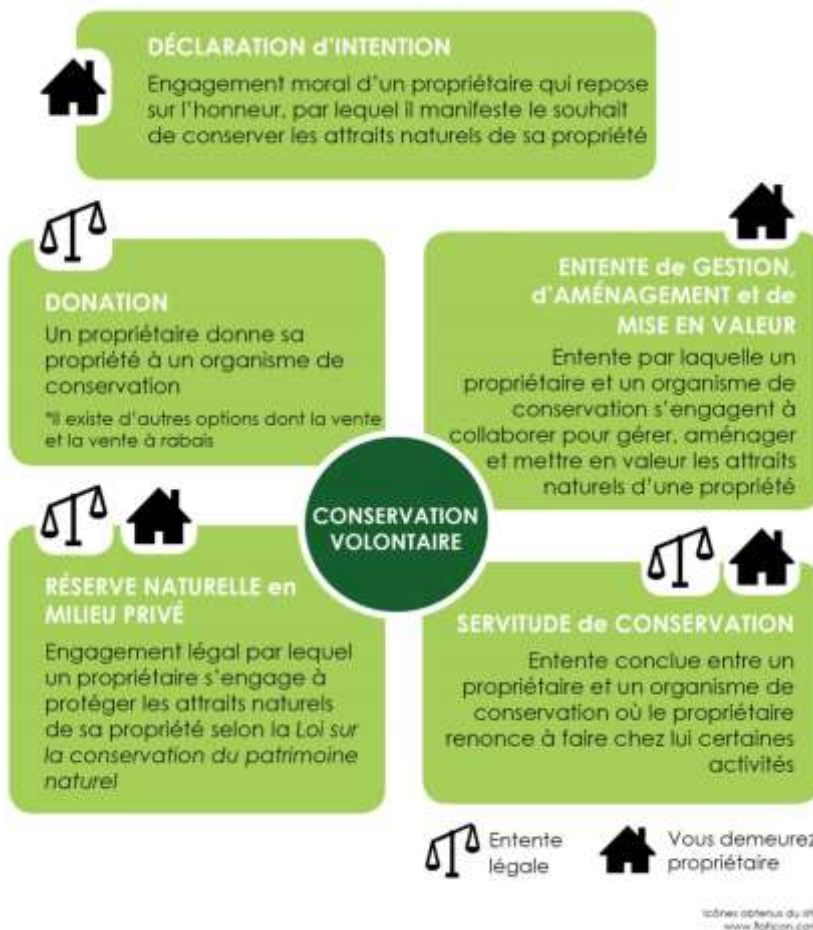 DÉCLARATION d'INTENTION
Engagement moral d'un propriétaire qui repose
sur l'honneur, par lequel il manifeste le souhait
de conserver les attraits naturels de sa propriété
DONATION
Un propriétaire donne sa
propriété à un organisme de
conservation
*Il existe d'autres options dont la vente
et la vente à rabais
ENTENTE de GESTION,
d'AMÉNAGEMENT et de
MISE EN VALEUR
Entente par laquelle un
propriétaire et un organisme de
conservation s'engagent à
collaborer pour gérer, aménager
et mettre en valeur les attraits
naturels d'une propriété
CONSERVATION
VOLONTAIRE
RÉSERVE NATURELLE en
MILIEU PRIVÉ
Engagement légal par lequel
un propriétaire s'engage à
protéger les attraits naturels
de sa propriété selon la Loi sur
la conservation du patrimoine
naturel
SERVITUDE de CONSERVATION
Entente conclue entre un
propriétaire et un organisme de
conservation où le propriétaire
renonce à faire chez lui certaines
activités
Entente
légale
Vous demeurez
propriétaire
Icônes obtenus du
www.flaticon.com